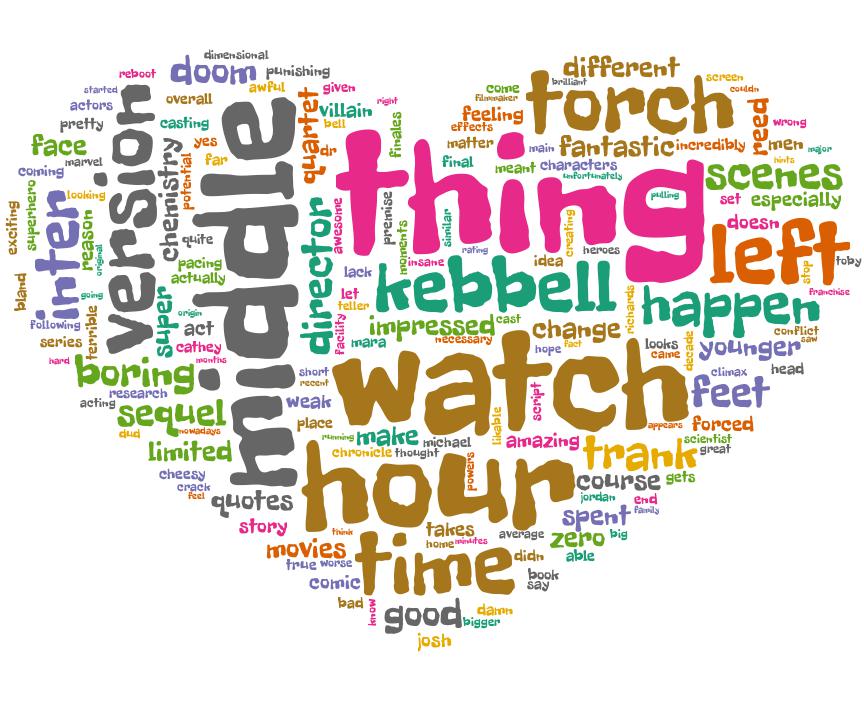 dimensional
reboot
doom
punishing
different
screen
started
awful
given
right
come
brilliant
couldn
actors
overall
version
middle
quartet
villain
filmmaker
torch
feeling
effects
reed
wrong
pretty
casting
bell
finales
face
yes
dr
matter
main
fantastic
incredibly
men
major
marvel
chemistry
potential
far
thing
final
meant
characters
unfortunately
hints
scenes
coming
superhero
looking
pulling
set
especially
exciting
inter
reason
original
quite
director
awesome
premise
moments
similar
creating
doesn
left
toby
rating
heroes
pacing
actually
insane
idea
stop
bland
going
super
lack
kebbell
richards
happen
franchise
origin
let
teller
following
act
facility
impressed
cast
change
conflict
series
terrible
cathey
mara
necessary
hope
fact
looks
came
decade
younger
saw
hard
months
boring
short
recent
watch
climax
head
research
weak
script
feet
acting
sequel
place
likable
appears
forced
dud
nowadays
running
make
michael
amazing
scientist
limited
chronicle
thought
trank
great
cheesy
powers
course
gets
crack
feel
quotes
hour
jordan
end
spent
family
story
think
takes
average
zero
big
movies
home
minutes
time
didn
able
true
worse
comic
book
say
bad
know
good
damn
bigger
josh